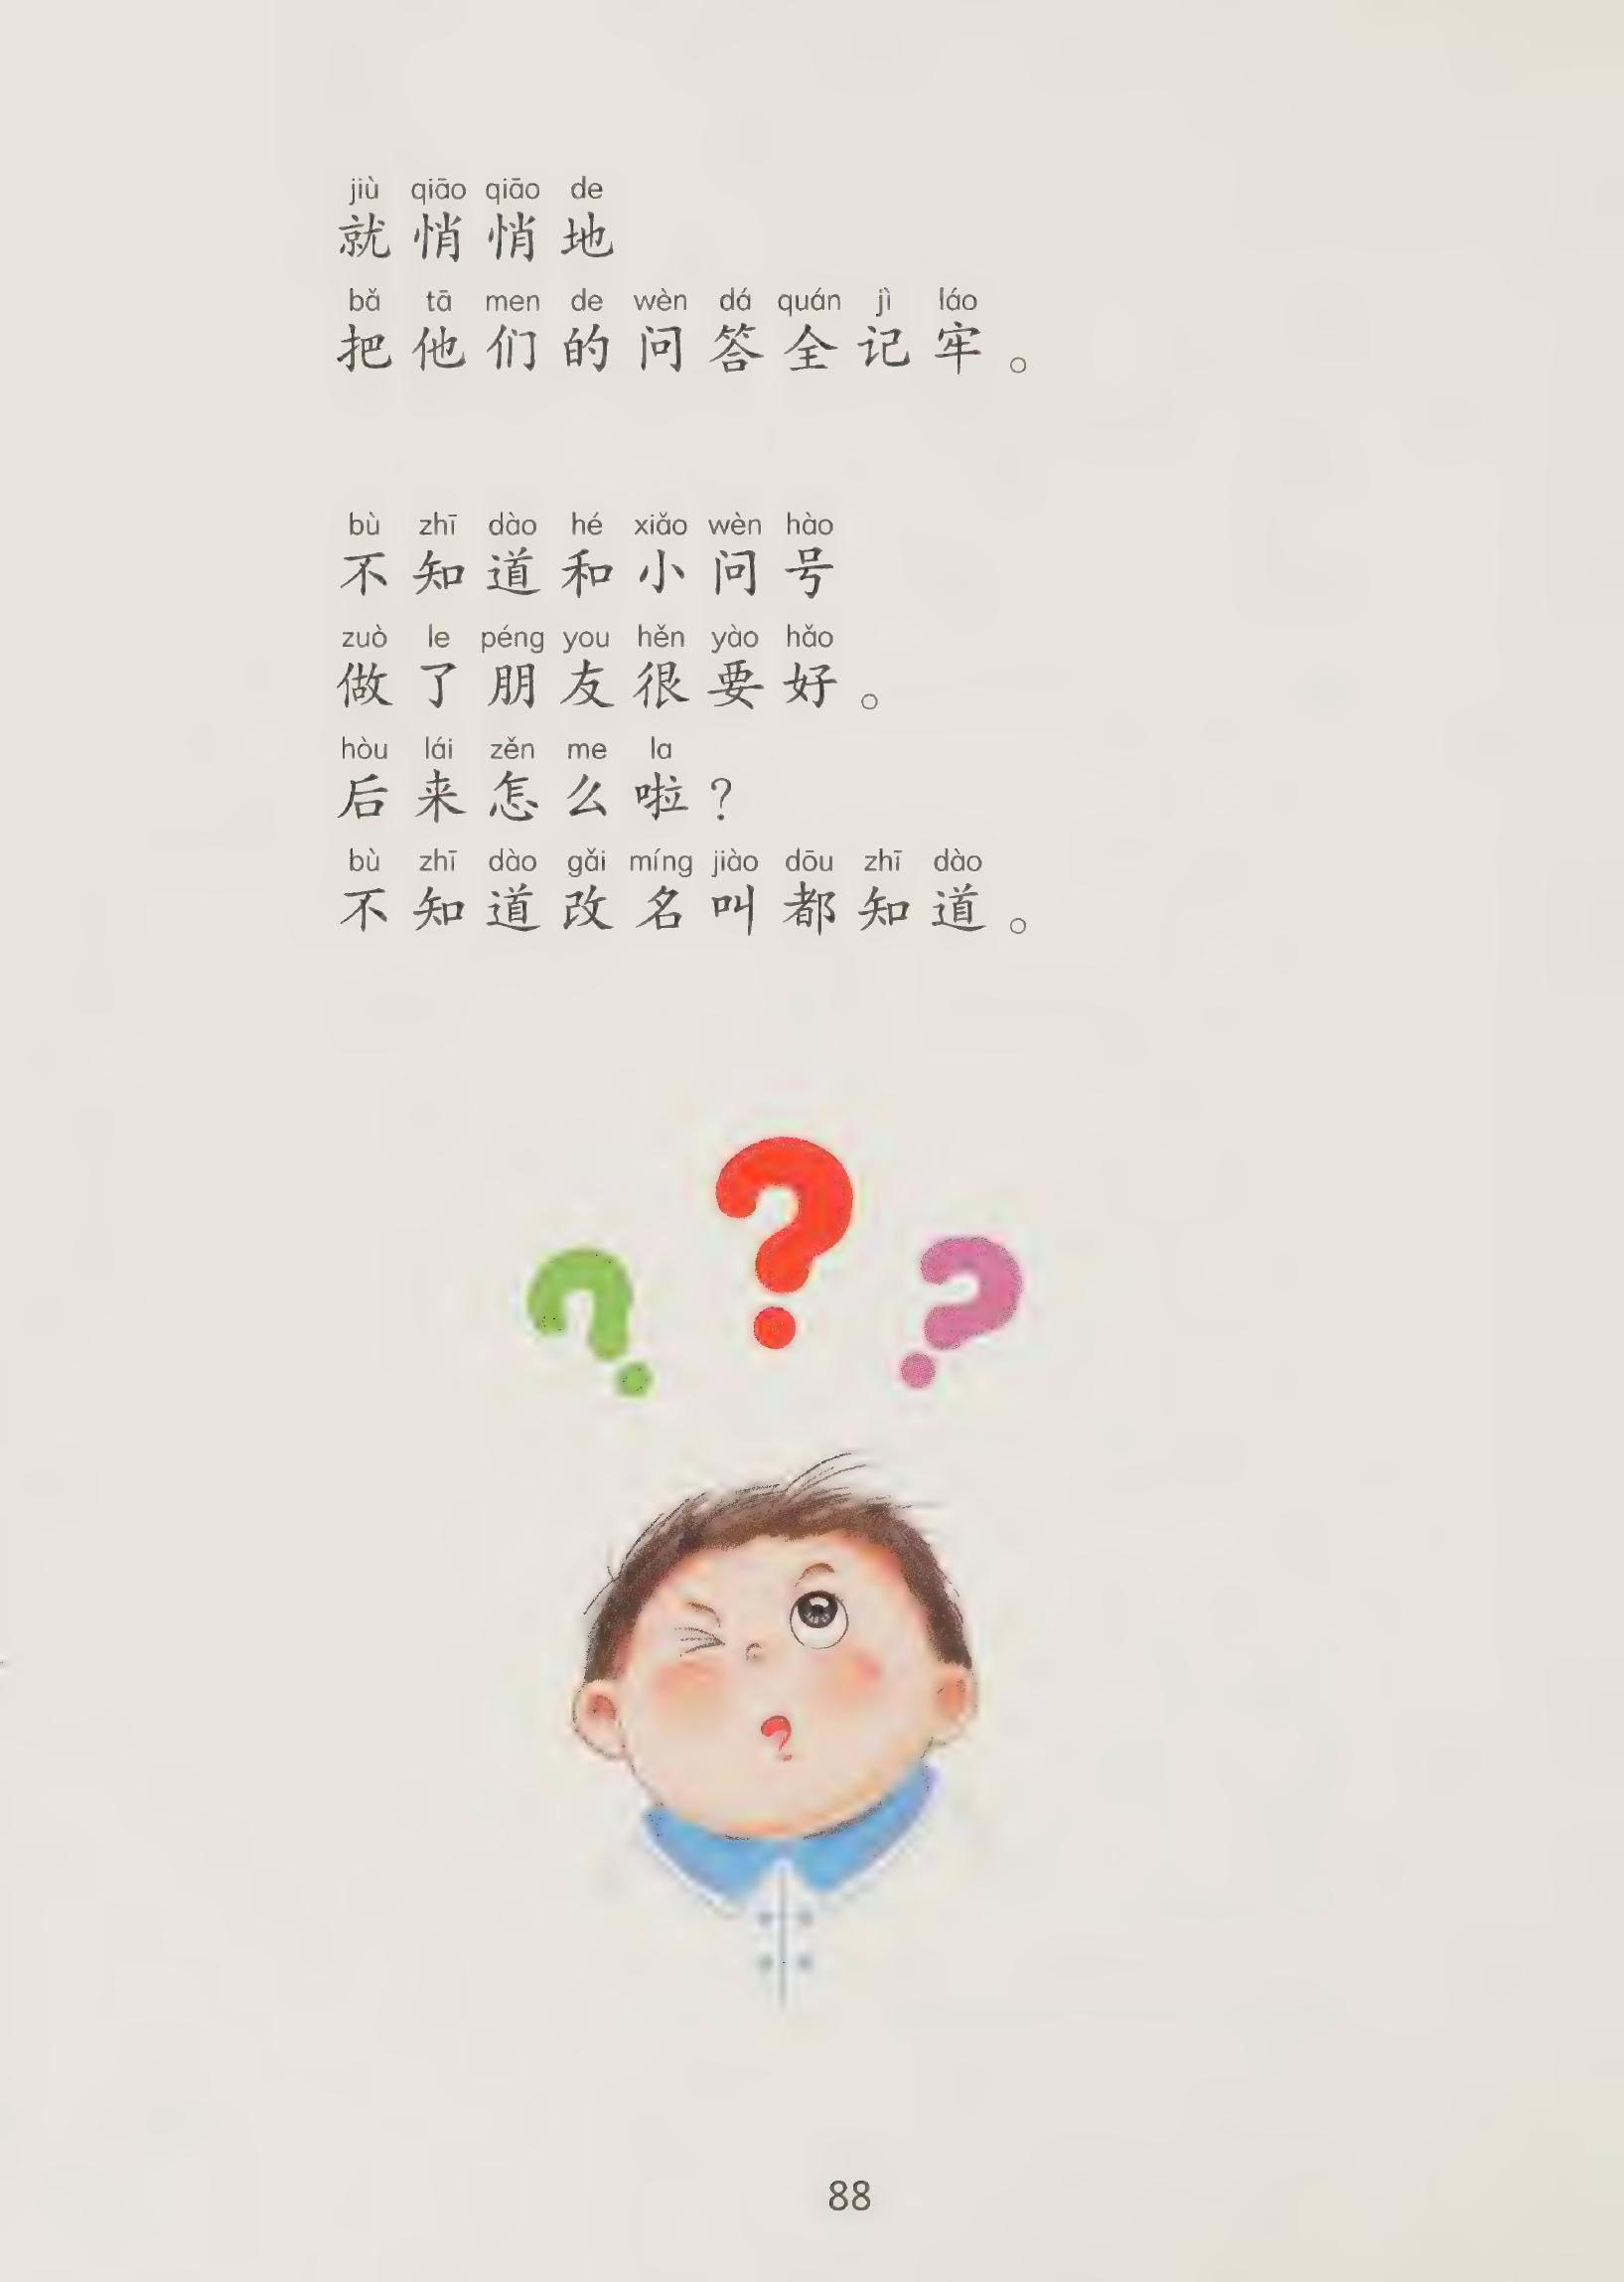 jiù qiāo qiāo de
就悄悄地
bǎ tā men de wèn dá quán jì láo
把他们的问答全记牢。
bù zhī dào hé xiǎo wèn hào
不知道和小问号
zuò le péng you hěn yào hǎo
做了朋友很要好。
hòu lái zěn me la
后来怎么啦？
bù zhī dào gǎi míng jiào dōu zhī dào
不知道改名叫都知道。
? ? ?
88